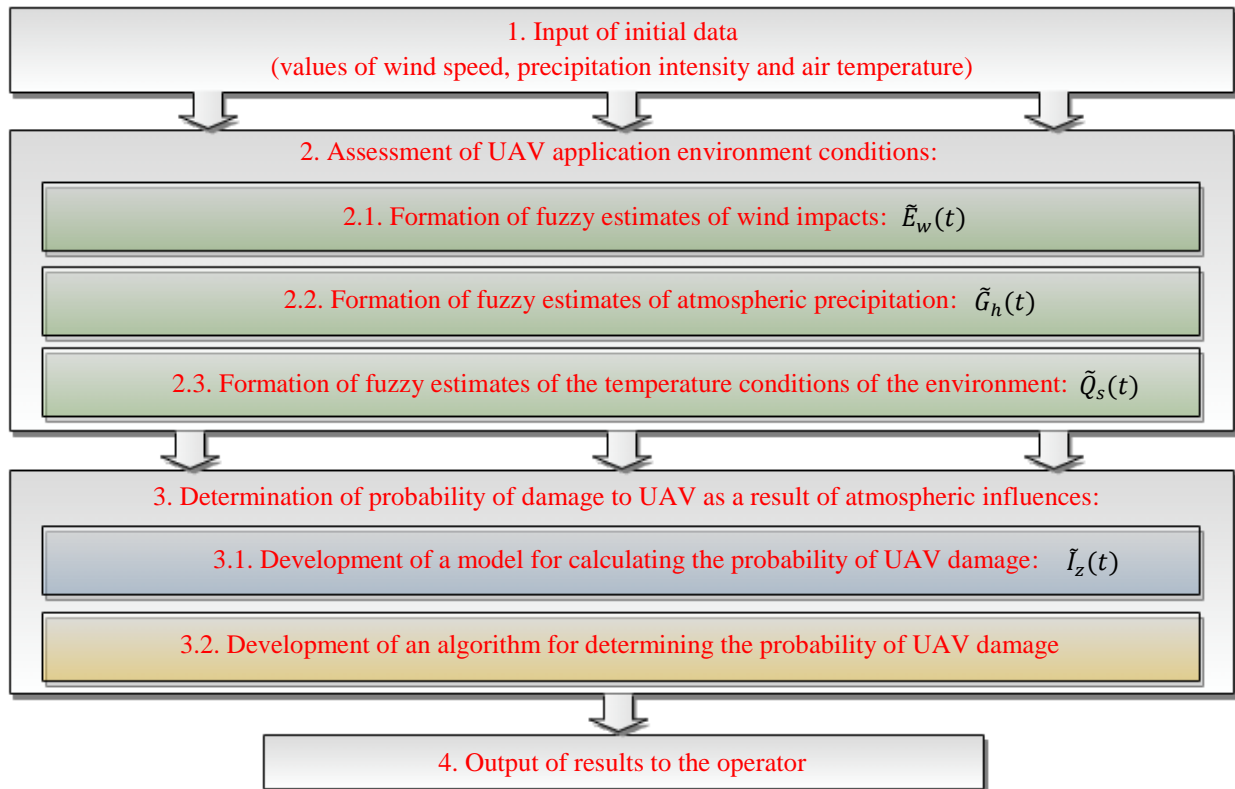 1. Input of initial data
(values of wind speed, precipitation intensity and air temperature)
2. Assessment of UAV application environment conditions:
2.1. Formation of fuzzy estimates of wind impacts: Ẽ_w(t)
2.2. Formation of fuzzy estimates of atmospheric precipitation: G̃_h(t)
2.3. Formation of fuzzy estimates of the temperature conditions of the environment: Q̃_s(t)
3. Determination of probability of damage to UAV as a result of atmospheric influences:
3.1. Development of a model for calculating the probability of UAV damage: Ĩ_z(t)
3.2. Development of an algorithm for determining the probability of UAV damage
4. Output of results to the operator